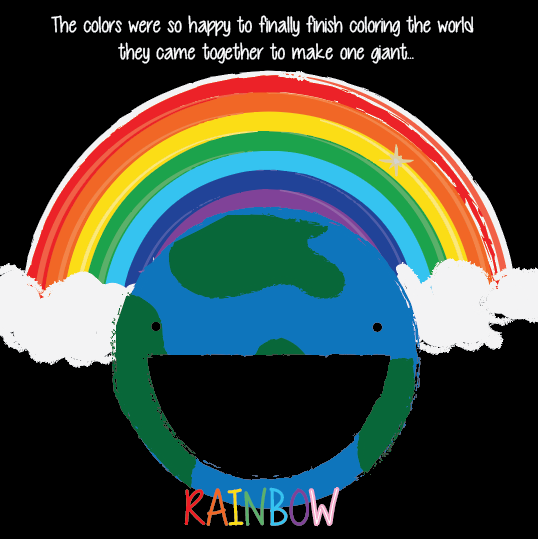 The colors were so happy to finally finish coloring the world
they came together to make one giant...
RAINBOW